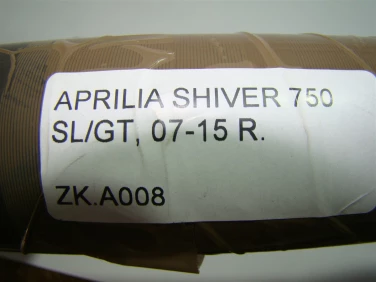 APRILIA SHIVER 750
SL/GT, 07-15 R.
ZK.A008